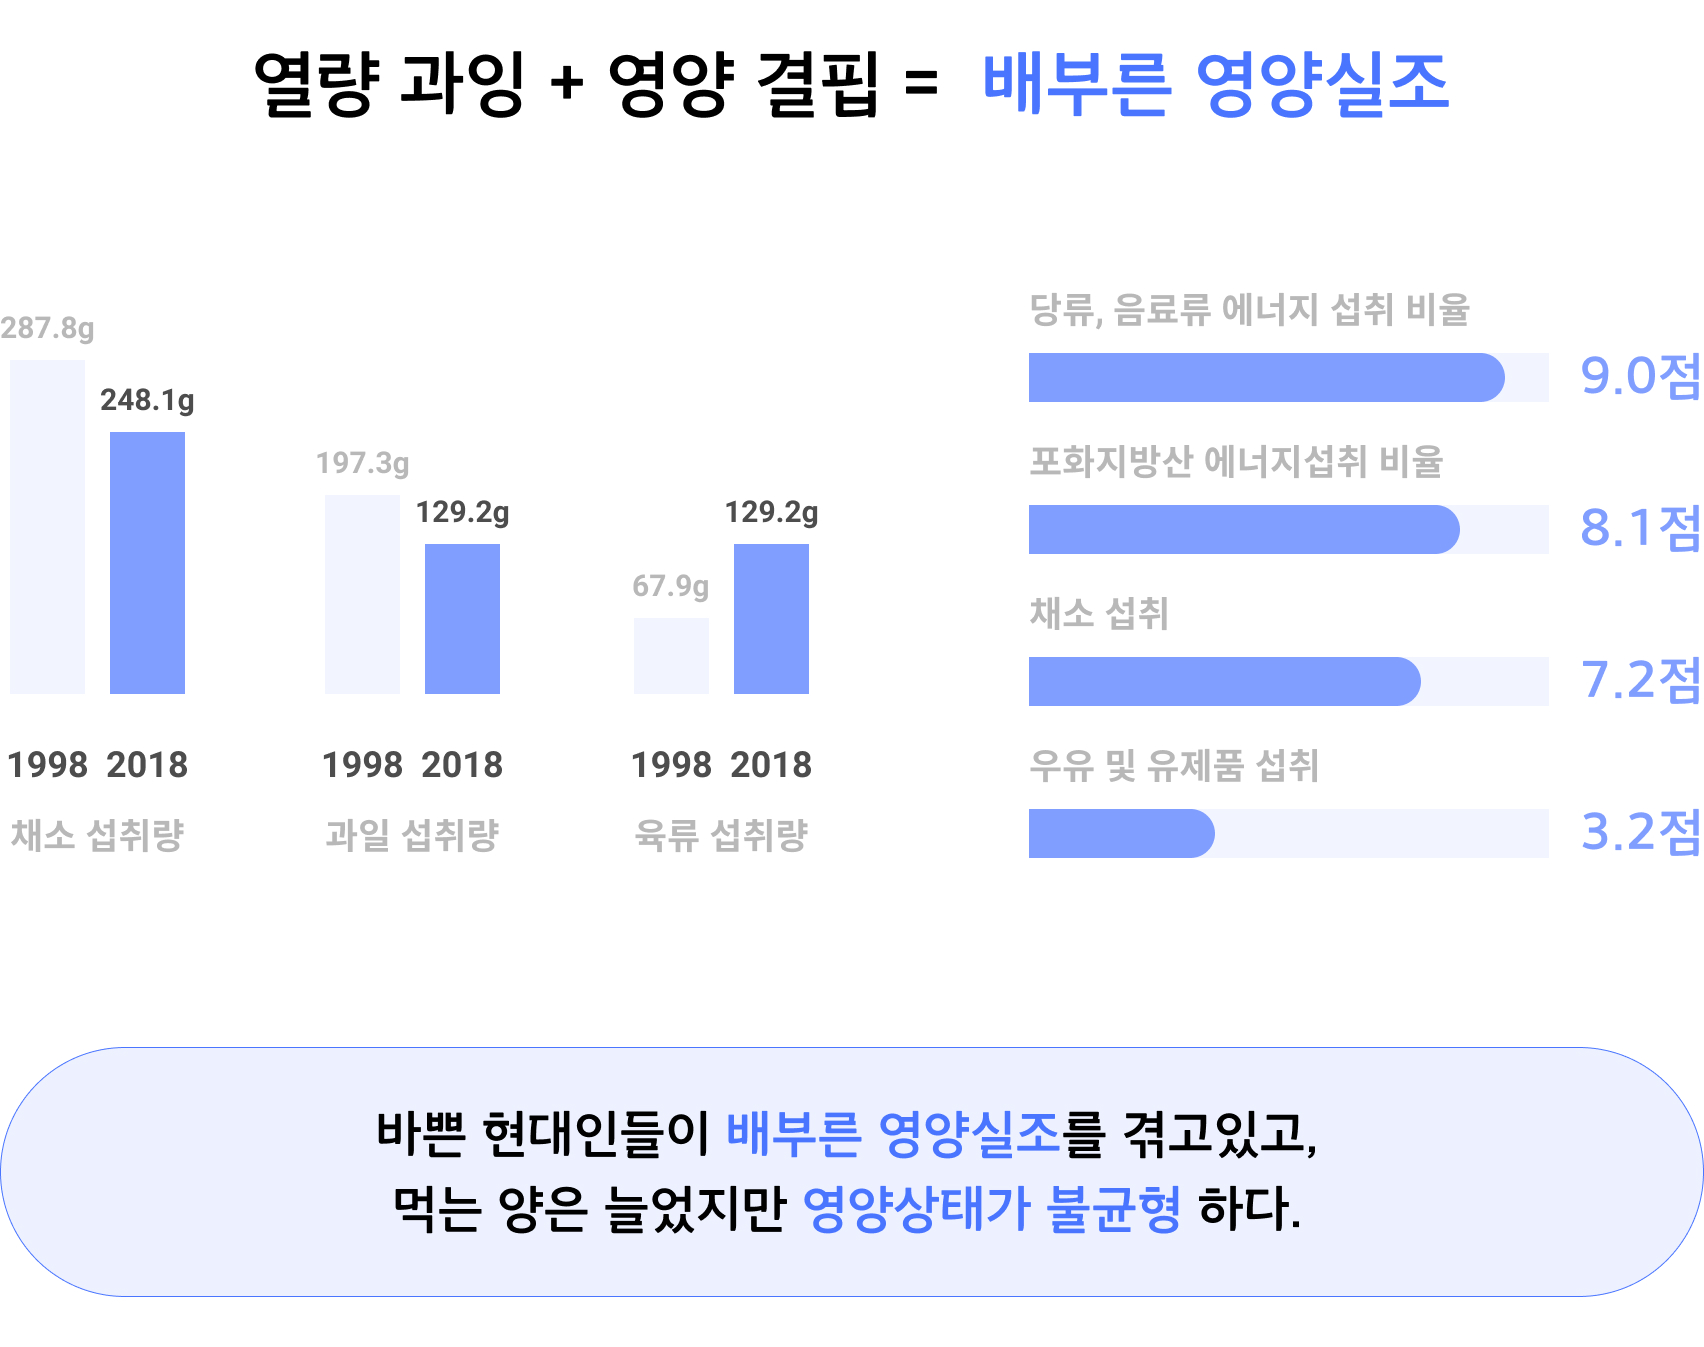 열량 과잉 + 영양 결핍 = 배부른 영양실조
287.8g
248.1g
1998 2018
채소 섭취량
197.3g
129.2g
1998 2018
과일 섭취량
67.9g
129.2g
1998 2018
육류 섭취량
당류, 음료류 에너지 섭취 비율
9.0점
포화지방산 에너지섭취 비율
8.1점
채소 섭취
7.2점
우유 및 유제품 섭취
3.2점
바쁜 현대인들이 배부른 영양실조를 겪고있고,
먹는 양은 늘었지만 영양상태가 불균형 하다.